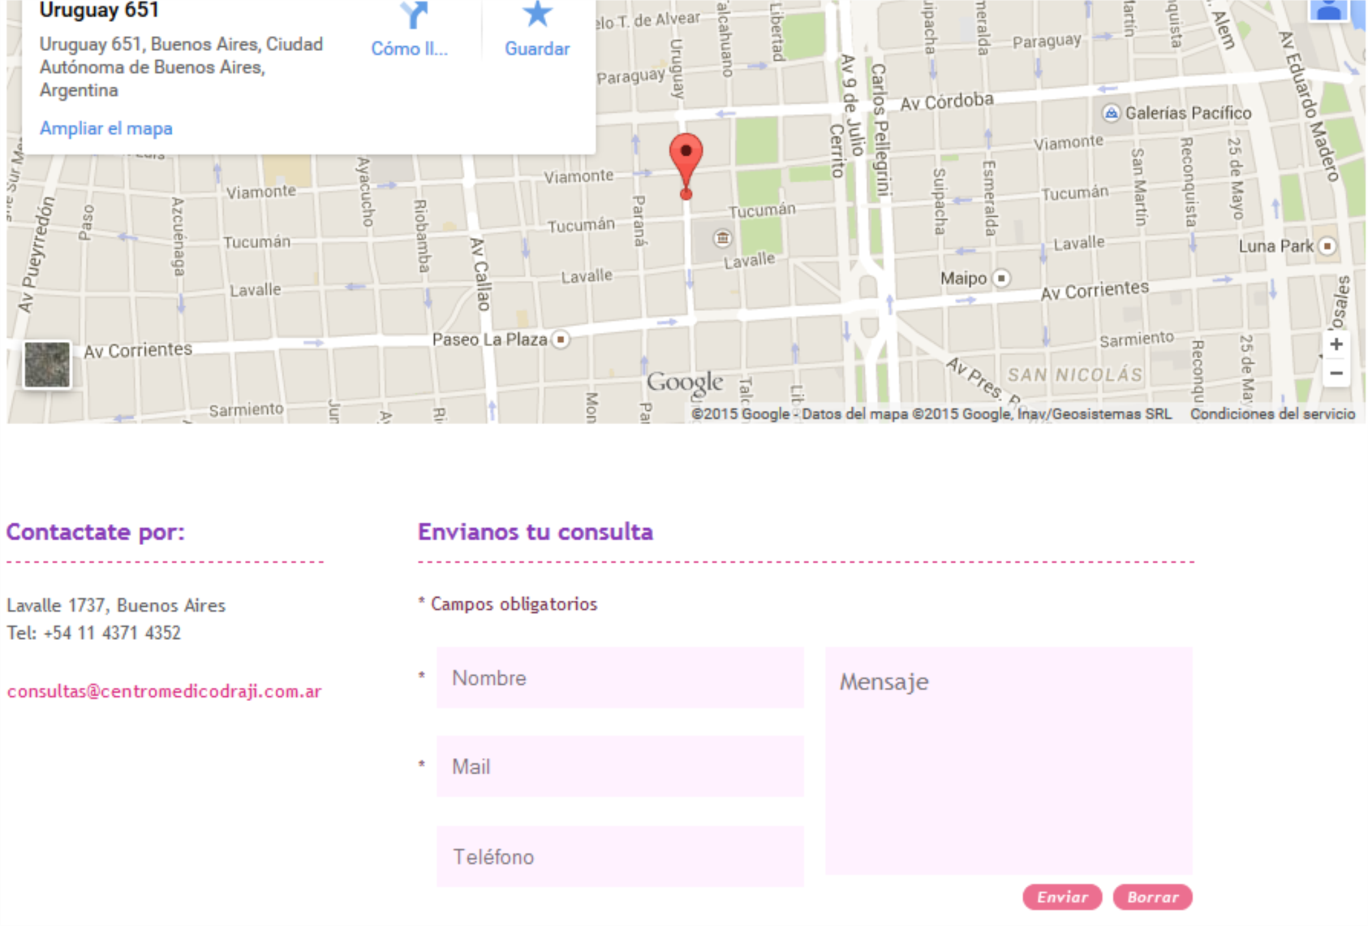 Uruguay 651
Uruguay 651, Buenos Aires, Ciudad
Autónoma de Buenos Aires,
Argentina
Ampliar el mapa
Cómo ll...
Guardar
elo T. de Alvear
Uruguay
alcahuano
Libertad
Paraguay
Av 9 de Julio
Carlos Pellegrini
Cerrito
Av Córdoba
Paraguay
. Alem
Av Eduardo Madero
Galerías Pacífico
Viamonte
Viamonte
Viamonte
Ayacucho
Riobamba
Av Callao
Paraná
Suipacha
Esmeralda
San Martín
Reconquista
25 de Mayo
Av Pueyrredón
Paso
Azcuénaga
Tucumán
Tucumán
Tucumán
Tucumán
Lavalle
Lavalle
Lavalle
Lavalle
Luna Park
Maipo
Av Corrientes
Av Corrientes
Paseo La Plaza
Sarmiento
Sarmiento
Av Pres.
SAN NICOLÁS
25 de May
Reconqu
Google
+
−
©2015 Google - Datos del mapa ©2015 Google, Inav/Geosistemas SRL
Condiciones del servicio
Contactate por:
Lavalle 1737, Buenos Aires
Tel: +54 11 4371 4352
consultas@centromedicodraji.com.ar
Envianos tu consulta
* Campos obligatorios
* Nombre
* Mail
Teléfono
Mensaje
Enviar
Borrar